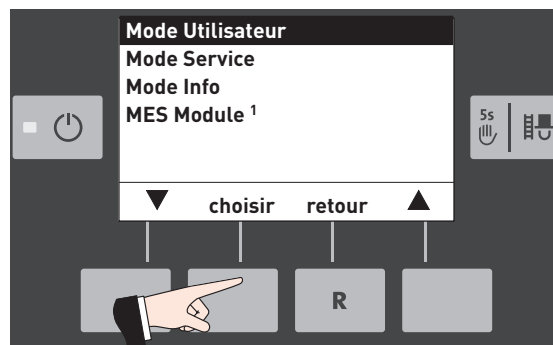 Mode Utilisateur
Mode Service
Mode Info
MES Module 1
5s
choisir retour
R